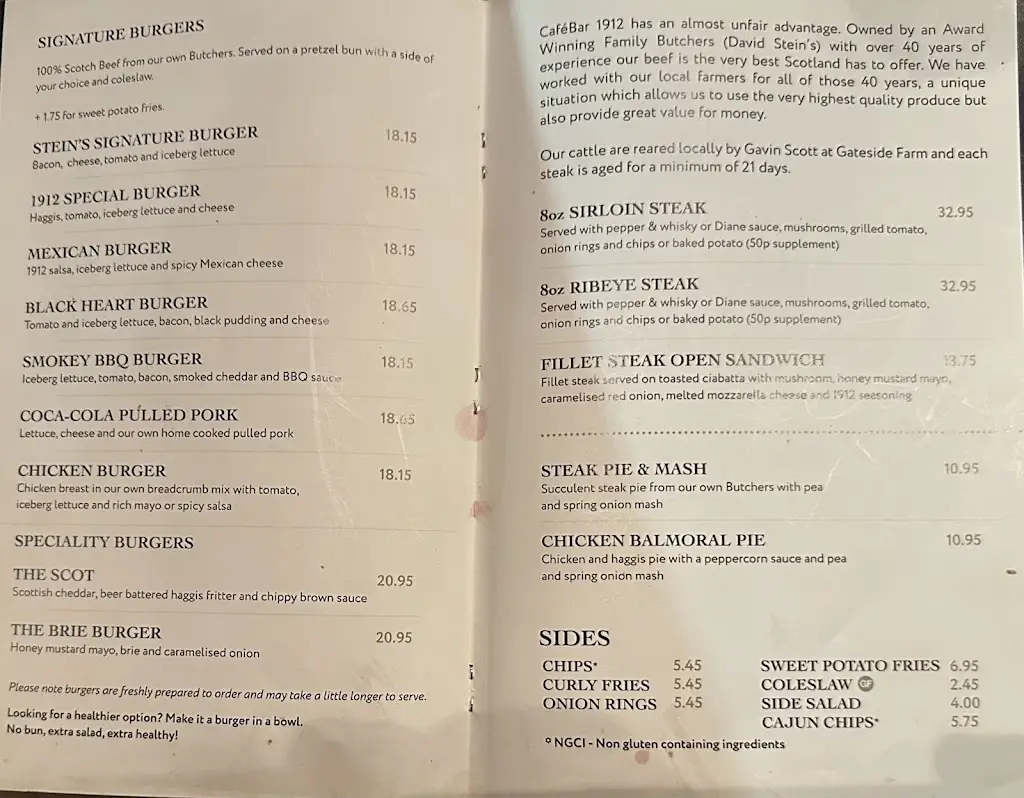 SIGNATURE BURGERS
100% Scotch Beef from our own Butchers. Served on a pretzel bun with a side of
your choice and coleslaw.
+ 1.75 for sweet potato fries.
STEIN'S SIGNATURE BURGER 18.15
Bacon, cheese, tomato and iceberg lettuce
1912 SPECIAL BURGER 18.15
Haggis, tomato, iceberg lettuce and cheese
MEXICAN BURGER 18.15
1912 salsa, iceberg lettuce and spicy Mexican cheese
BLACK HEART BURGER 18.65
Tomato and iceberg lettuce, bacon, black pudding and cheese
SMOKEY BBQ BURGER 18.15
Iceberg lettuce, tomato, bacon, smoked cheddar and BBQ sauce
COCA-COLA PULLED PORK 18.65
Lettuce, cheese and our own home cooked pulled pork
CHICKEN BURGER 18.15
Chicken breast in our own breadcrumb mix with tomato,
iceberg lettuce and rich mayo or spicy salsa
SPECIALITY BURGERS
THE SCOT 20.95
Scottish cheddar, beer battered haggis fritter and chippy brown sauce
THE BRIE BURGER 20.95
Honey mustard mayo, brie and caramelised onion
Please note burgers are freshly prepared to order and may take a little longer to serve.
Looking for a healthier option? Make it a burger in a bowl.
No bun, extra salad, extra healthy!
CaféBar 1912 has an almost unfair advantage. Owned by an Award
Winning Family Butchers (David Stein's) with over 40 years of
experience our beef is the very best Scotland has to offer. We have
worked with our local farmers for all of those 40 years, a unique
situation which allows us to use the very highest quality produce but
also provide great value for money.
Our cattle are reared locally by Gavin Scott at Gateside Farm and each
steak is aged for a minimum of 21 days.
8oz SIRLOIN STEAK 32.95
Served with pepper & whisky or Diane sauce, mushrooms, grilled tomato,
onion rings and chips or baked potato (50p supplement)
8oz RIBEYE STEAK 32.95
Served with pepper & whisky or Diane sauce, mushrooms, grilled tomato,
onion rings and chips or baked potato (50p supplement)
FILLET STEAK OPEN SANDWICH 13.75
Fillet steak served on toasted ciabatta with mushroom, honey mustard mayo,
caramelised red onion, melted mozzarella cheese and 1912 seasoning
STEAK PIE & MASH 10.95
Succulent steak pie from our own Butchers with pea
and spring onion mash
CHICKEN BALMORAL PIE 10.95
Chicken and haggis pie with a peppercorn sauce and pea
and spring onion mash
SIDES
CHIPS* 5.45 SWEET POTATO FRIES 6.95
CURLY FRIES 5.45 COLESLAW GF 2.45
ONION RINGS 5.45 SIDE SALAD 4.00
CAJUN CHIPS* 5.75
* NGCI - Non gluten containing ingredients